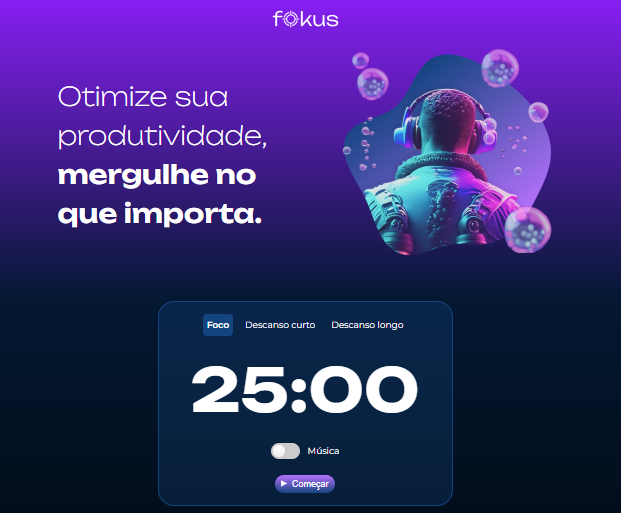 fokus
Otimize sua
produtividade,
mergulhe no
que importa.
Foco Descanso curto Descanso longo
25:00
Música
Começar